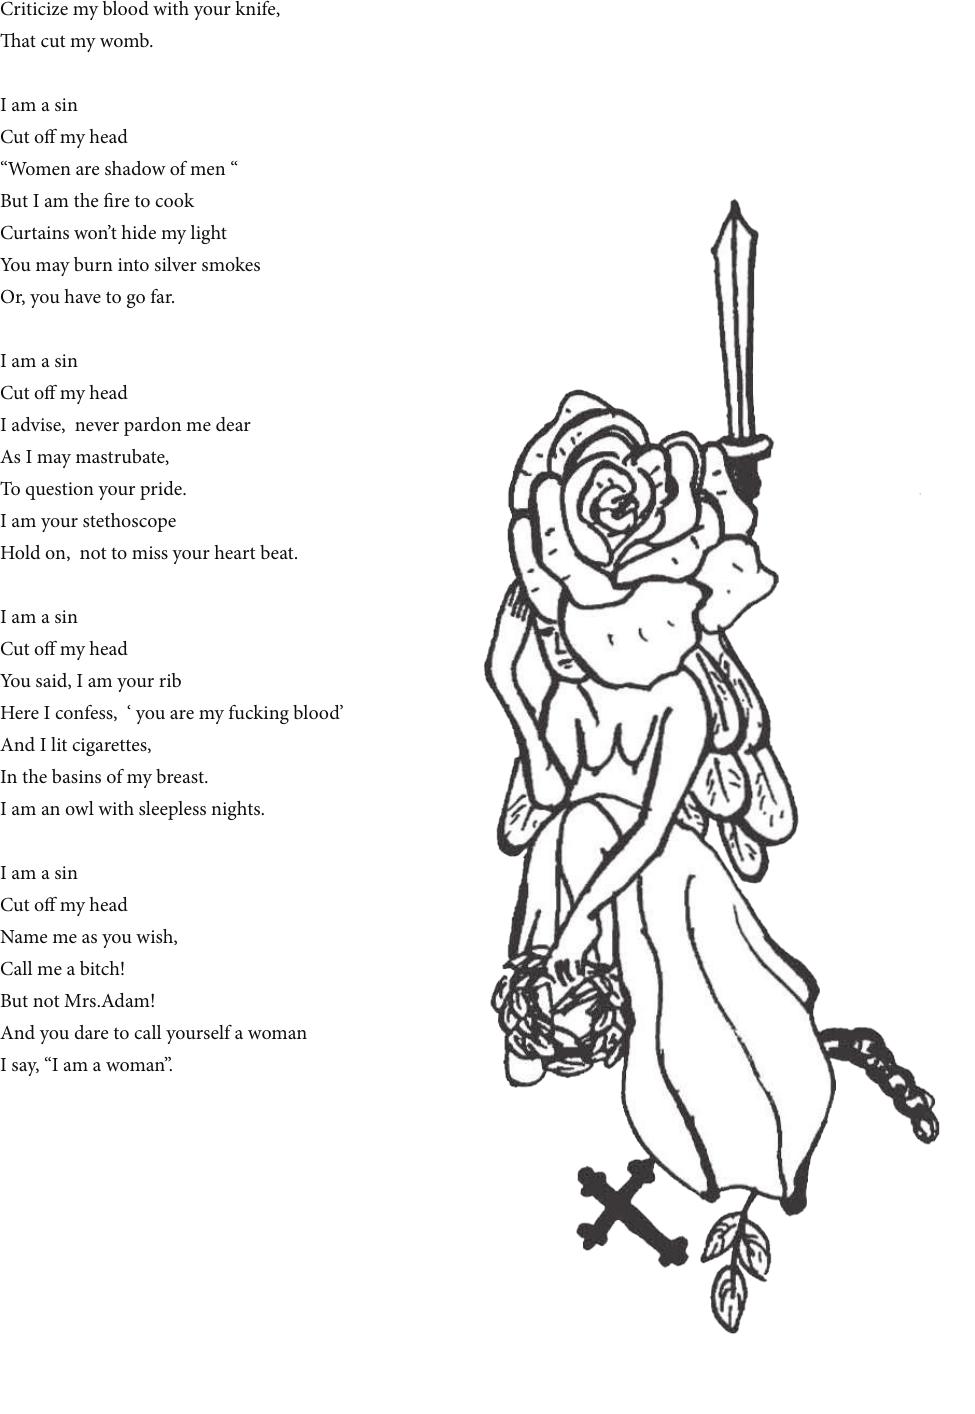 Criticize my blood with your knife,
That cut my womb.
I am a sin
Cut off my head
“Women are shadow of men “
But I am the fire to cook
Curtains won’t hide my light
You may burn into silver smokes
Or, you have to go far.
I am a sin
Cut off my head
I advise,  never pardon me dear
As I may mastrubate,
To question your pride.
I am your stethoscope
Hold on,  not to miss your heart beat.
I am a sin
Cut off my head
You said, I am your rib
Here I confess,  ‘ you are my fucking blood’
And I lit cigarettes,
In the basins of my breast.
I am an owl with sleepless nights.
I am a sin
Cut off my head
Name me as you wish,
Call me a bitch!
But not Mrs.Adam!
And you dare to call yourself a woman
I say, “I am a woman”.